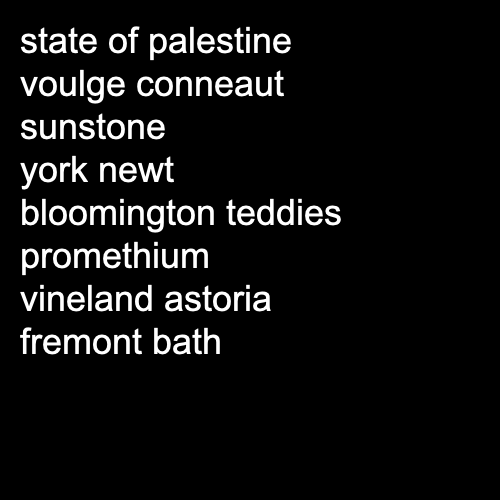 state of palestine
voulge conneaut
sunstone
york newt
bloomington teddies
promethium
vineland astoria
fremont bath